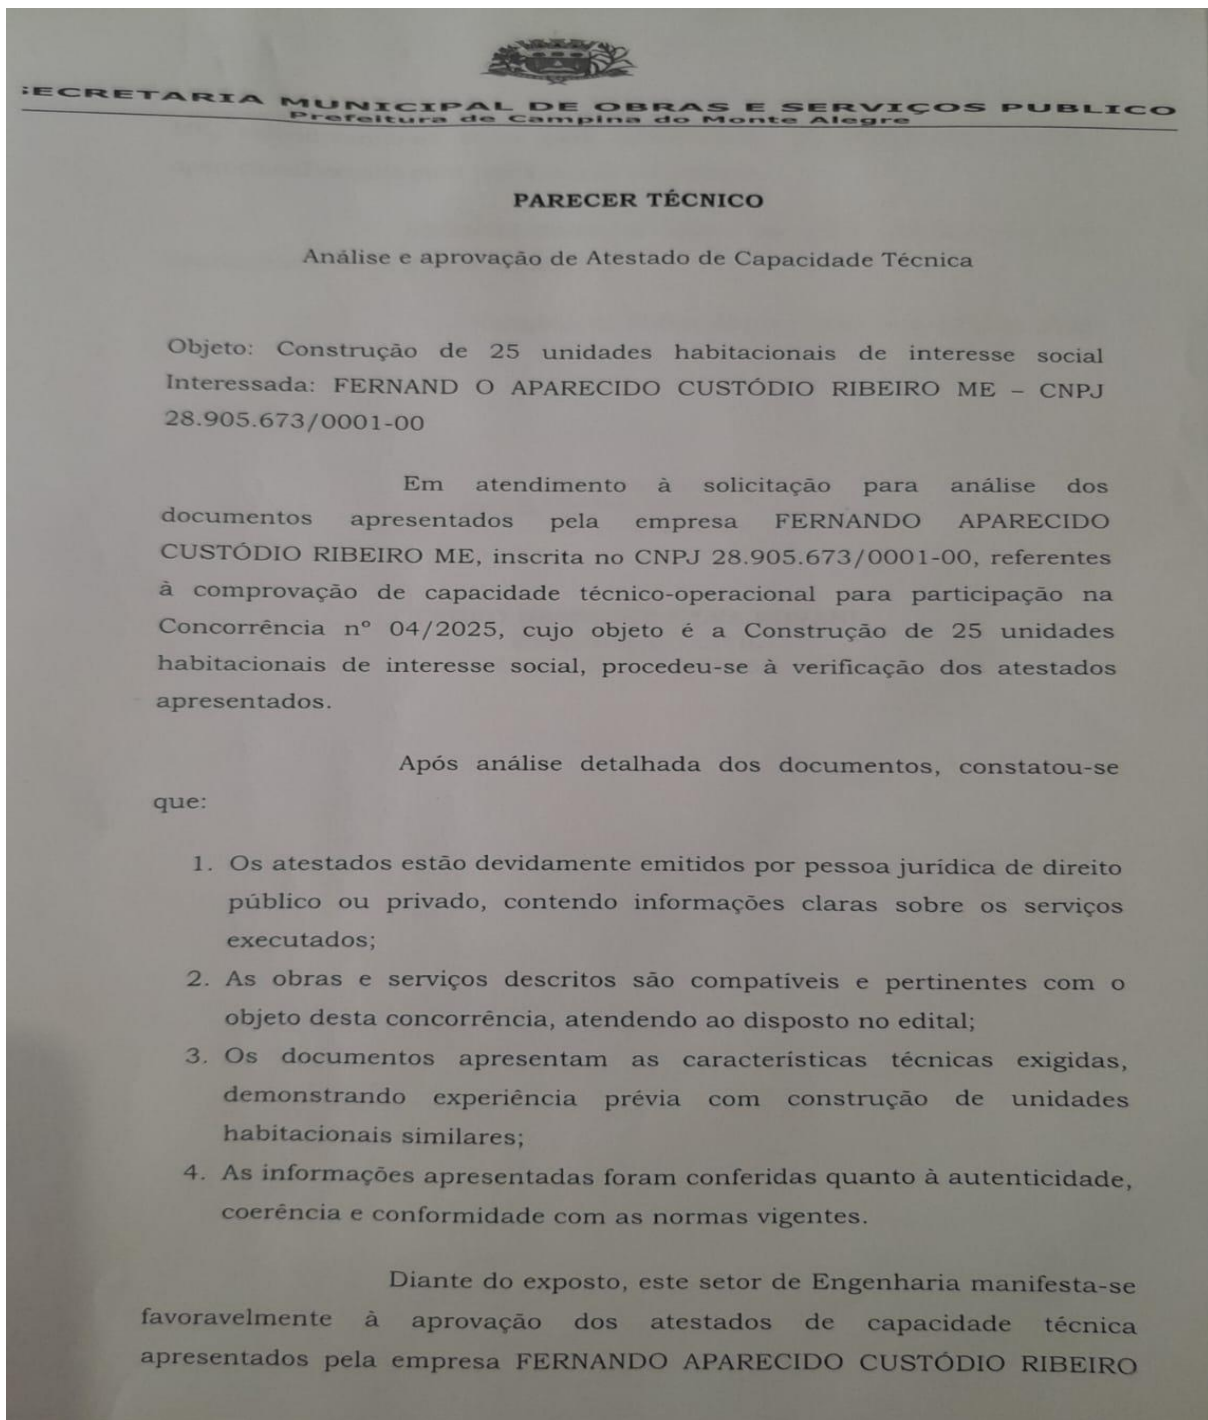 SECRETARIA MUNICIPAL DE OBRAS E SERVIÇOS PUBLICO
Prefeitura de Campina do Monte Alegre
PARECER TÉCNICO
Análise e aprovação de Atestado de Capacidade Técnica
Objeto: Construção de 25 unidades habitacionais de interesse social
Interessada: FERNAND O APARECIDO CUSTÓDIO RIBEIRO ME – CNPJ
28.905.673/0001-00
Em atendimento à solicitação para análise dos
documentos apresentados pela empresa FERNANDO APARECIDO
CUSTÓDIO RIBEIRO ME, inscrita no CNPJ 28.905.673/0001-00, referentes
à comprovação de capacidade técnico-operacional para participação na
Concorrência nº 04/2025, cujo objeto é a Construção de 25 unidades
habitacionais de interesse social, procedeu-se à verificação dos atestados
apresentados.
Após análise detalhada dos documentos, constatou-se
que:
1. Os atestados estão devidamente emitidos por pessoa jurídica de direito
público ou privado, contendo informações claras sobre os serviços
executados;
2. As obras e serviços descritos são compatíveis e pertinentes com o
objeto desta concorrência, atendendo ao disposto no edital;
3. Os documentos apresentam as características técnicas exigidas,
demonstrando experiência prévia com construção de unidades
habitacionais similares;
4. As informações apresentadas foram conferidas quanto à autenticidade,
coerência e conformidade com as normas vigentes.
Diante do exposto, este setor de Engenharia manifesta-se
favoravelmente à aprovação dos atestados de capacidade técnica
apresentados pela empresa FERNANDO APARECIDO CUSTÓDIO RIBEIRO